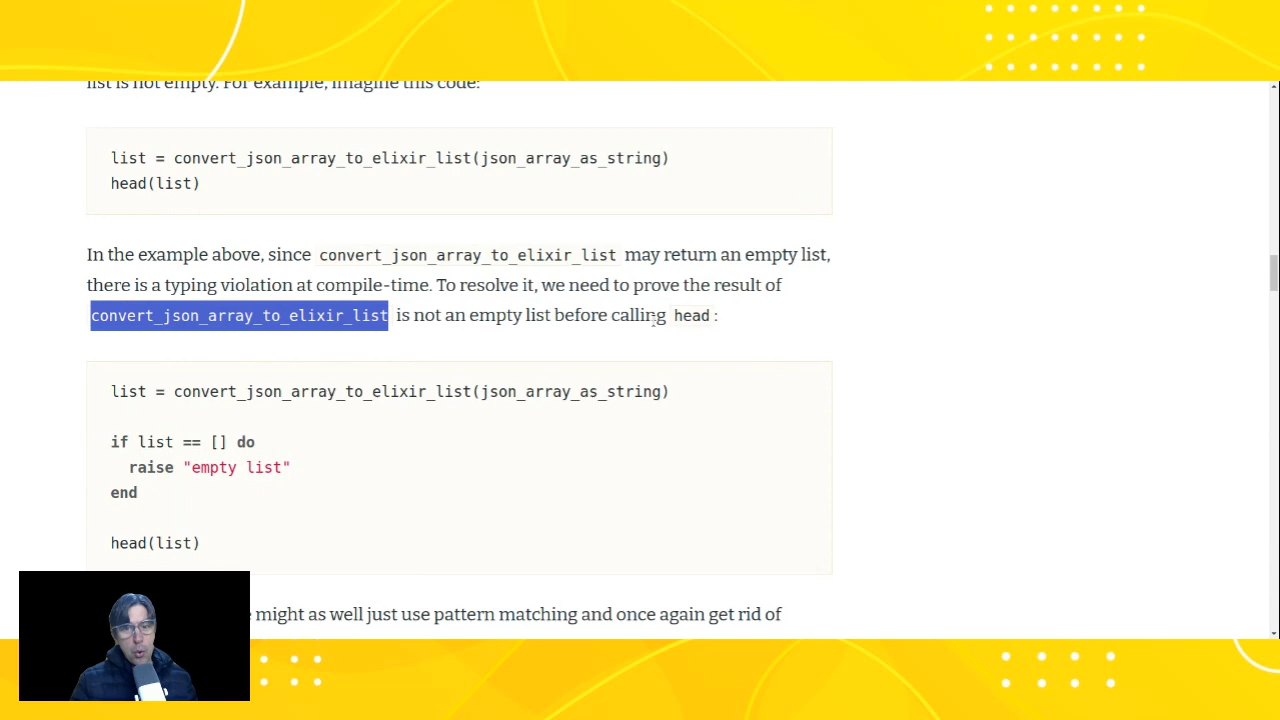 list is not empty. For example, imagine this code:
list = convert_json_array_to_elixir_list(json_array_as_string)
head(list)
In the example above, since convert_json_array_to_elixir_list may return an empty list,
there is a typing violation at compile-time. To resolve it, we need to prove the result of
convert_json_array_to_elixir_list is not an empty list before calling head:
list = convert_json_array_to_elixir_list(json_array_as_string)
if list == [] do
raise "empty list"
end
head(list)
might as well just use pattern matching and once again get rid of